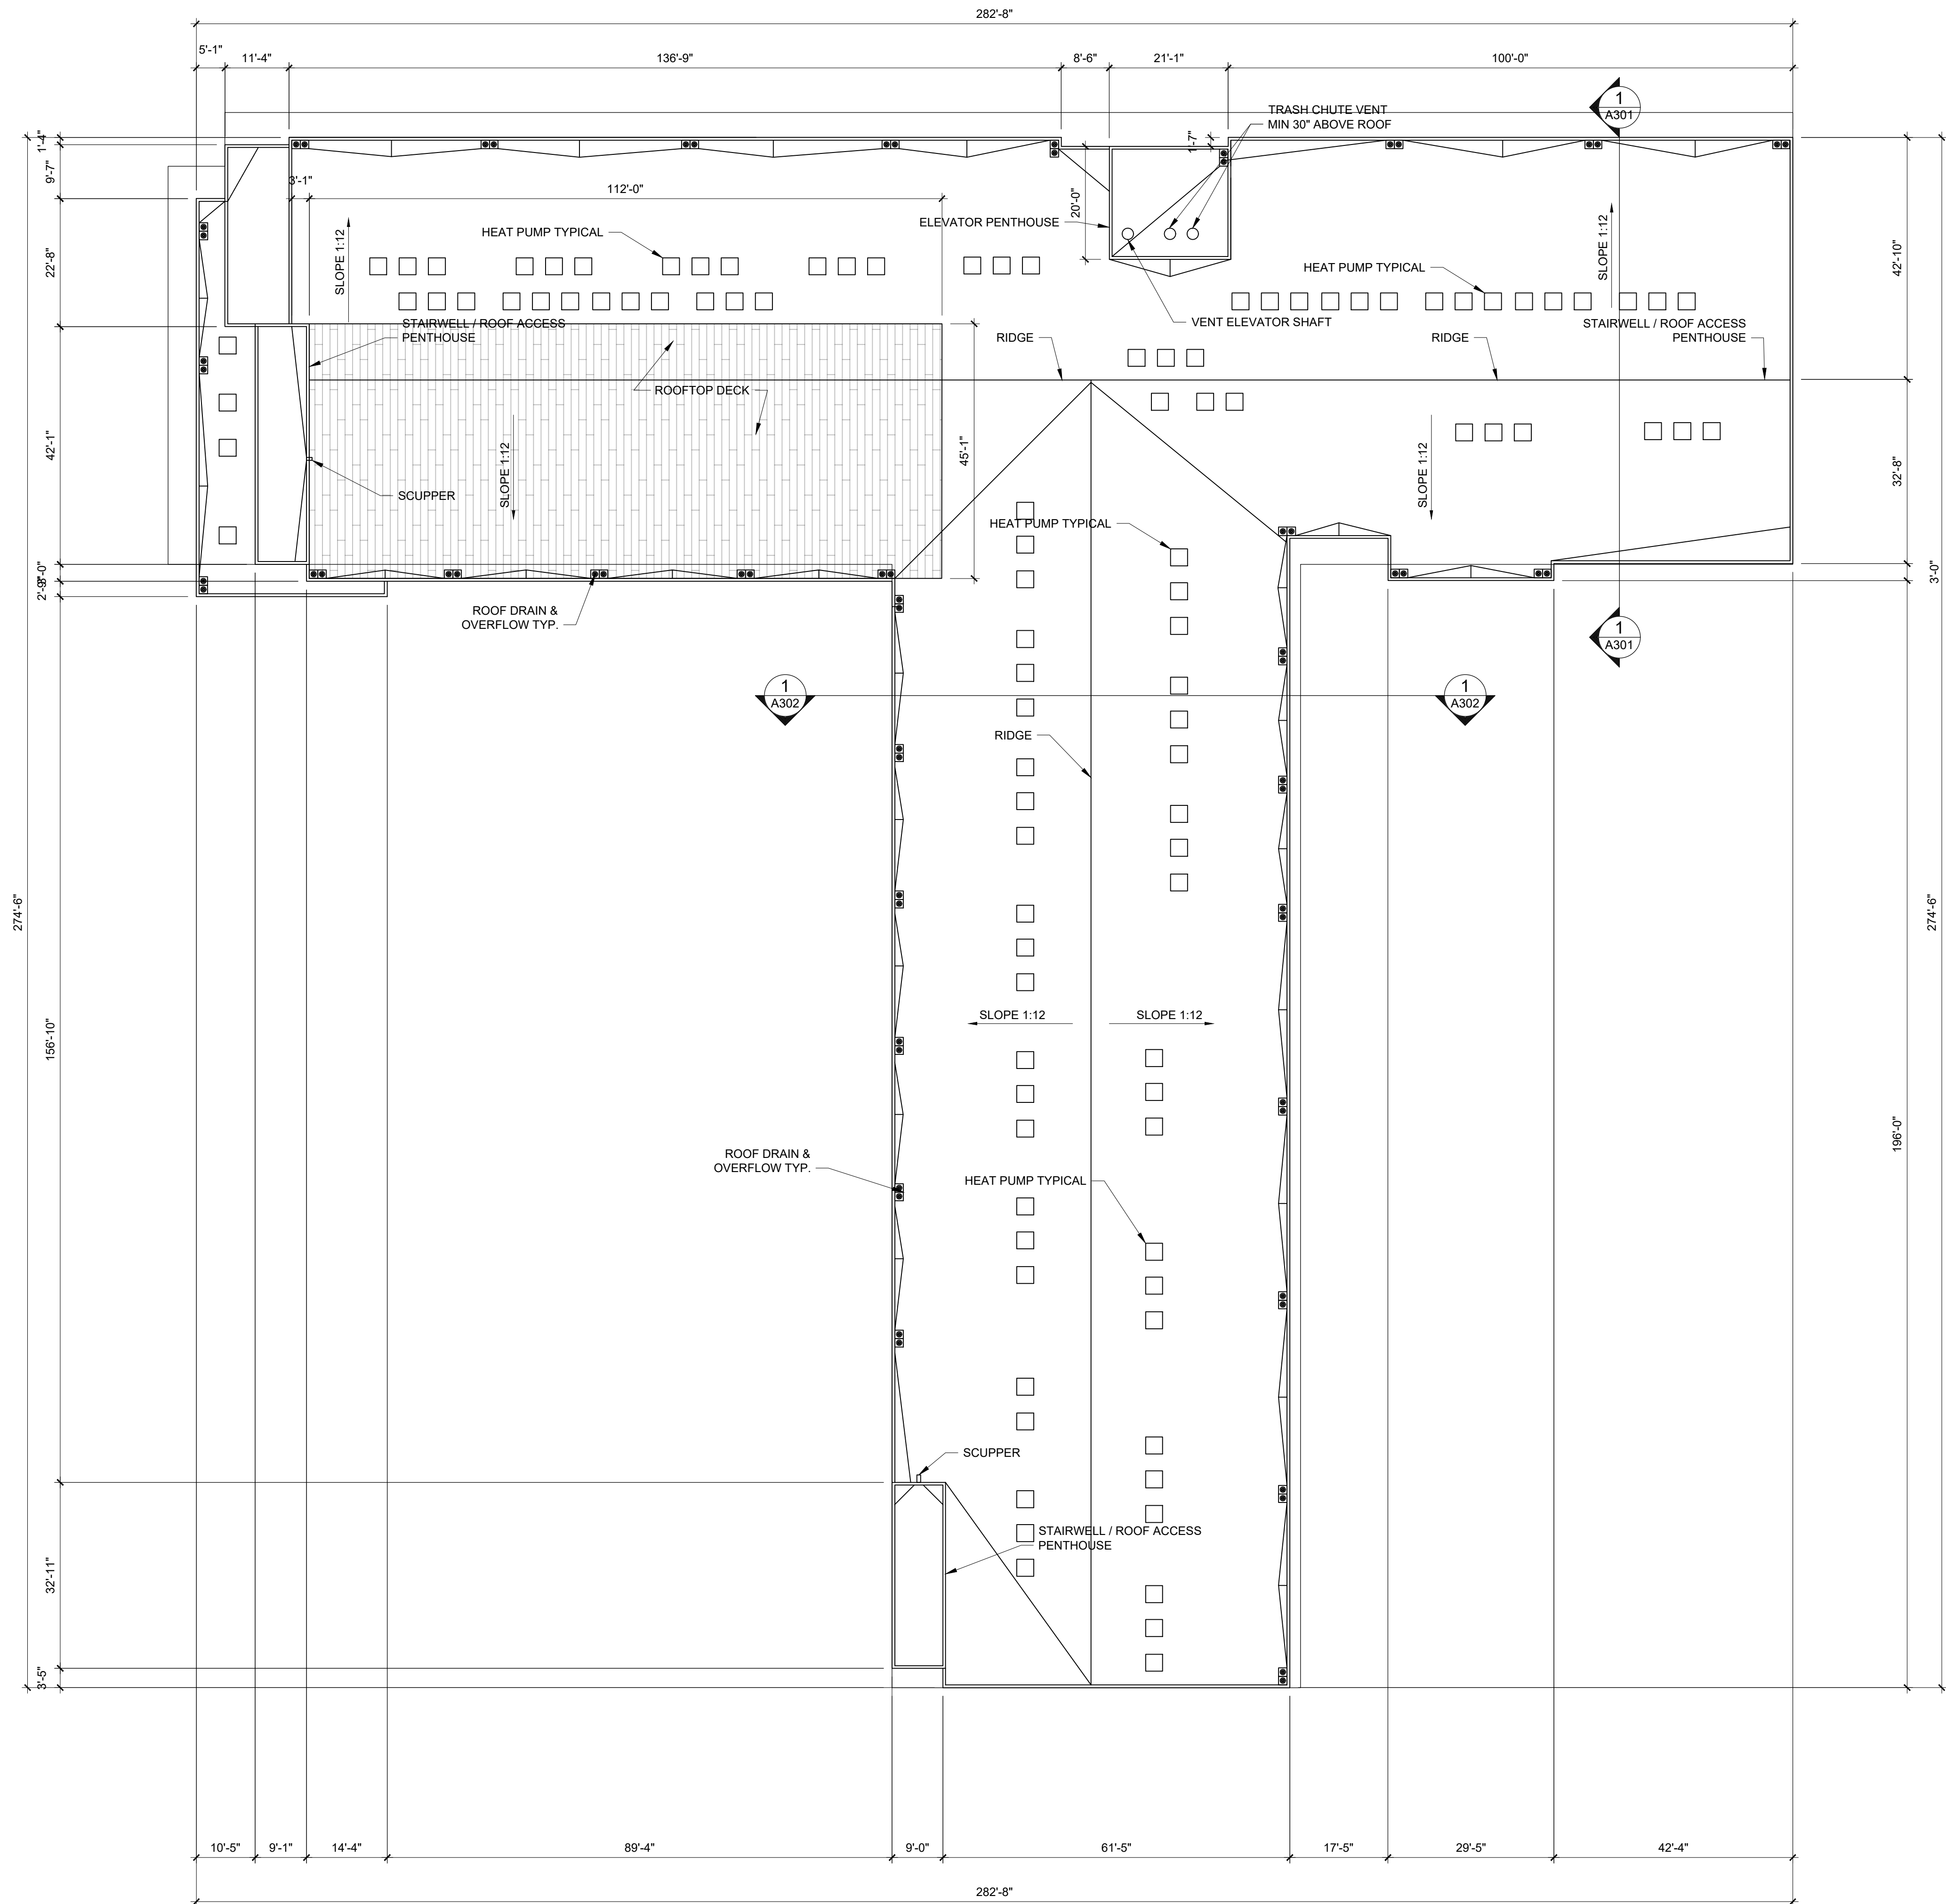 282'-8"
5'-1"
11'-4"
136'-9"
8'-6"
21'-1"
100'-0"
1
A301
TRASH CHUTE VENT
MIN 30" ABOVE ROOF
1'-4"
9'-7"
1'-7"
3'-1"
112'-0"
20'-0"
ELEVATOR PENTHOUSE
HEAT PUMP TYPICAL
SLOPE 1:12
SLOPE 1:12
22'-8"
42'-10"
HEAT PUMP TYPICAL
VENT ELEVATOR SHAFT
STAIRWELL / ROOF ACCESS
PENTHOUSE
RIDGE
RIDGE
STAIRWELL / ROOF ACCESS
PENTHOUSE
ROOFTOP DECK
42'-1"
45'-1"
32'-8"
SLOPE 1:12
SLOPE 1:12
SCUPPER
HEAT PUMP TYPICAL
3'-0"
ROOF DRAIN &
OVERFLOW TYP.
1
A301
1
A302
1
A302
RIDGE
274'-6"
274'-6"
SLOPE 1:12
SLOPE 1:12
156'-10"
196'-0"
ROOF DRAIN &
OVERFLOW TYP.
HEAT PUMP TYPICAL
SCUPPER
STAIRWELL / ROOF ACCESS
PENTHOUSE
32'-11"
3'-5"
10'-5"
9'-1"
14'-4"
89'-4"
9'-0"
61'-5"
17'-5"
29'-5"
42'-4"
282'-8"